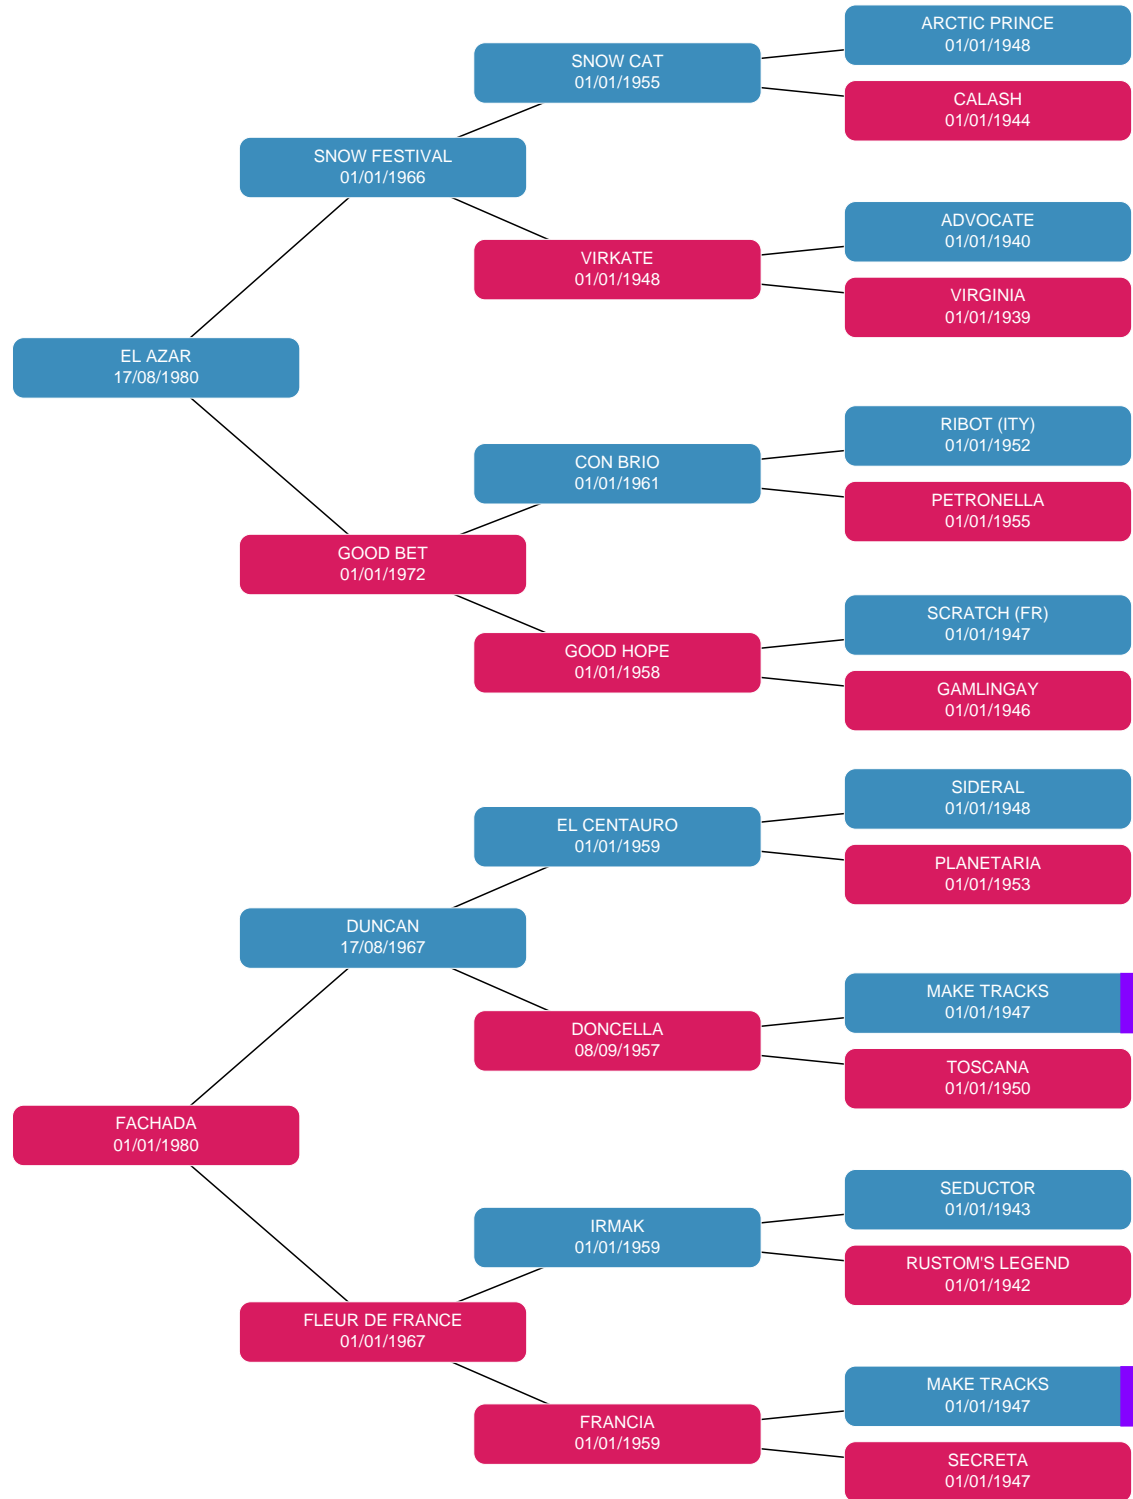 ARCTIC PRINCE
01/01/1948
SNOW CAT
01/01/1955
CALASH
01/01/1944
SNOW FESTIVAL
01/01/1966
ADVOCATE
01/01/1940
VIRKATE
01/01/1948
VIRGINIA
01/01/1939
EL AZAR
17/08/1980
RIBOT (ITY)
01/01/1952
CON BRIO
01/01/1961
PETRONELLA
01/01/1955
GOOD BET
01/01/1972
SCRATCH (FR)
01/01/1947
GOOD HOPE
01/01/1958
GAMLINGAY
01/01/1946
SIDERAL
01/01/1948
EL CENTAURO
01/01/1959
PLANETARIA
01/01/1953
DUNCAN
17/08/1967
MAKE TRACKS
01/01/1947
DONCELLA
08/09/1957
TOSCANA
01/01/1950
FACHADA
01/01/1980
SEDUCTOR
01/01/1943
IRMAK
01/01/1959
RUSTOM'S LEGEND
01/01/1942
FLEUR DE FRANCE
01/01/1967
MAKE TRACKS
01/01/1947
FRANCIA
01/01/1959
SECRETA
01/01/1947